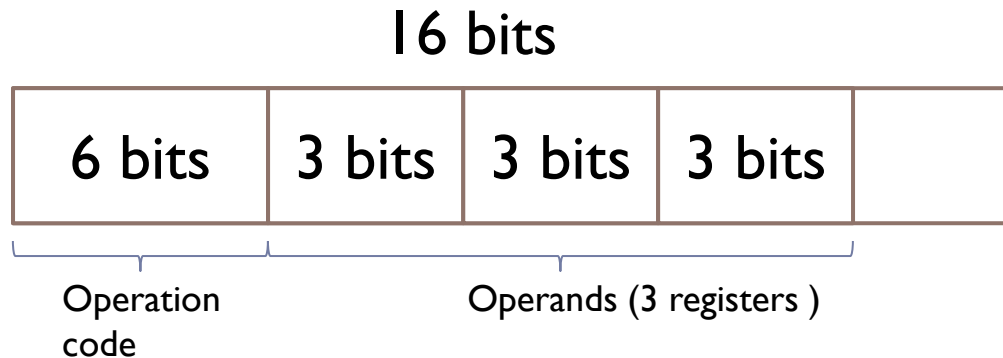 16 bits
6 bits 3 bits 3 bits 3 bits
Operation
code
Operands (3 registers )